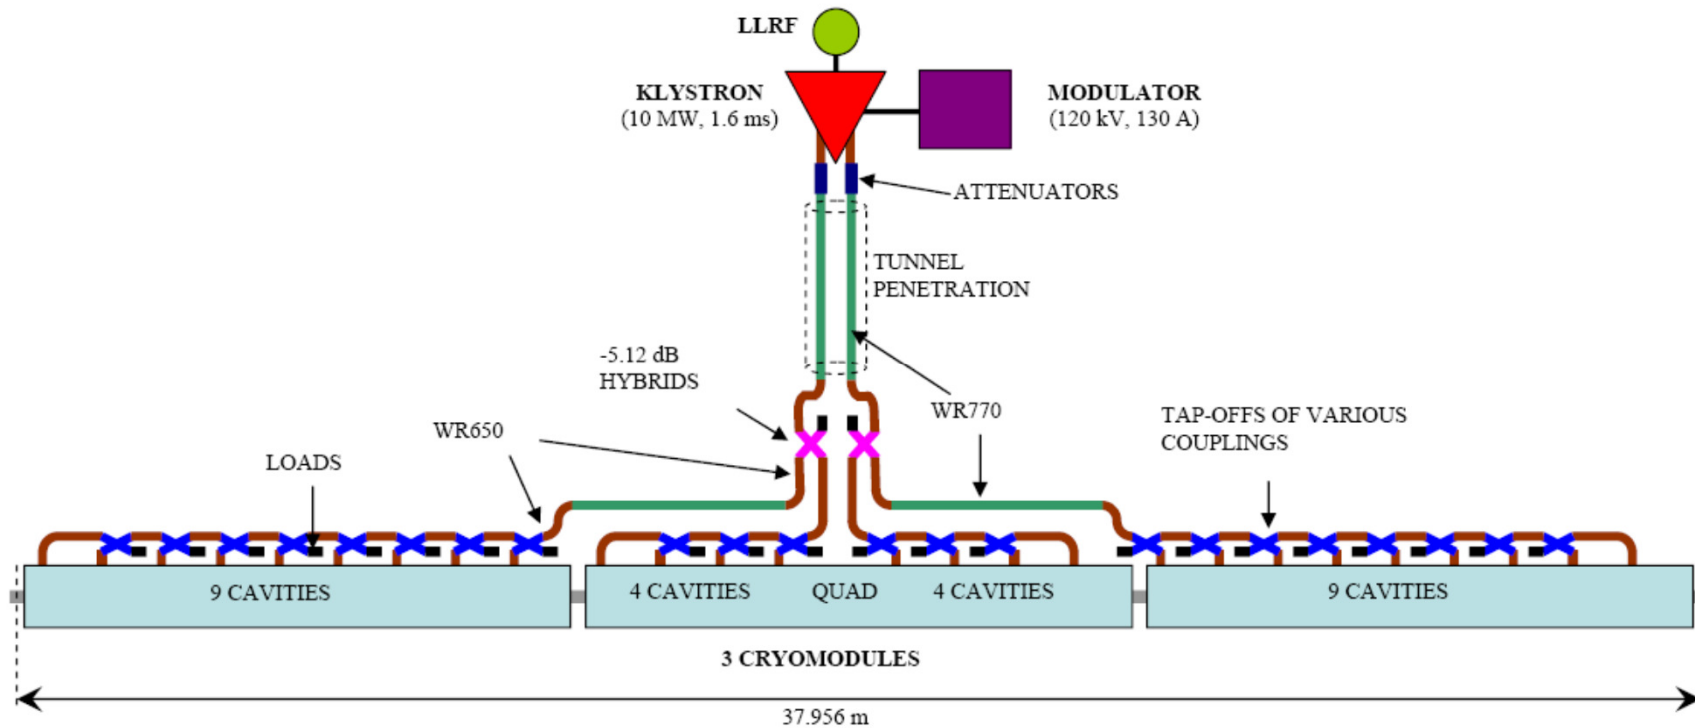 LLRF
KLYSTRON
(10 MW, 1.6 ms)
MODULATOR
(120 kV, 130 A)
ATTENUATORS
TUNNEL
PENETRATION
-5.12 dB
HYBRIDS
WR770
TAP-OFFS OF VARIOUS
COUPLINGS
WR650
LOADS
9 CAVITIES
4 CAVITIES
QUAD
4 CAVITIES
9 CAVITIES
3 CRYOMODULES
37.956 m